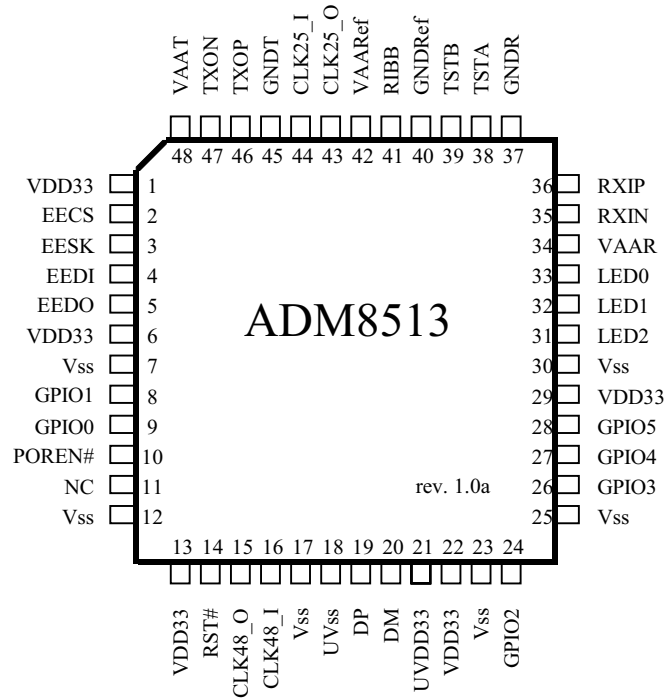 VAAT TXON TXOP GNDT CLK25_I CLK25_O VAARef RIBB GNDRef TSTB TSTA GNDR
48 47 46 45 44 43 42 41 40 39 38 37
VDD33 1 36 RXIP
EECS 2 35 RXIN
EESK 3 34 VAAR
EEDI 4 33 LED0
EEDO 5 32 LED1
VDD33 6 31 LED2
Vss 7 30 Vss
GPIO1 8 29 VDD33
GPIO0 9 28 GPIO5
POREN# 10 27 GPIO4
NC 11 26 GPIO3
Vss 12 25 Vss
ADM8513
rev. 1.0a
13 14 15 16 17 18 19 20 21 22 23 24
VDD33 RST# CLK48_O CLK48_I Vss UVss DP DM UVDD33 VDD33 Vss GPIO2